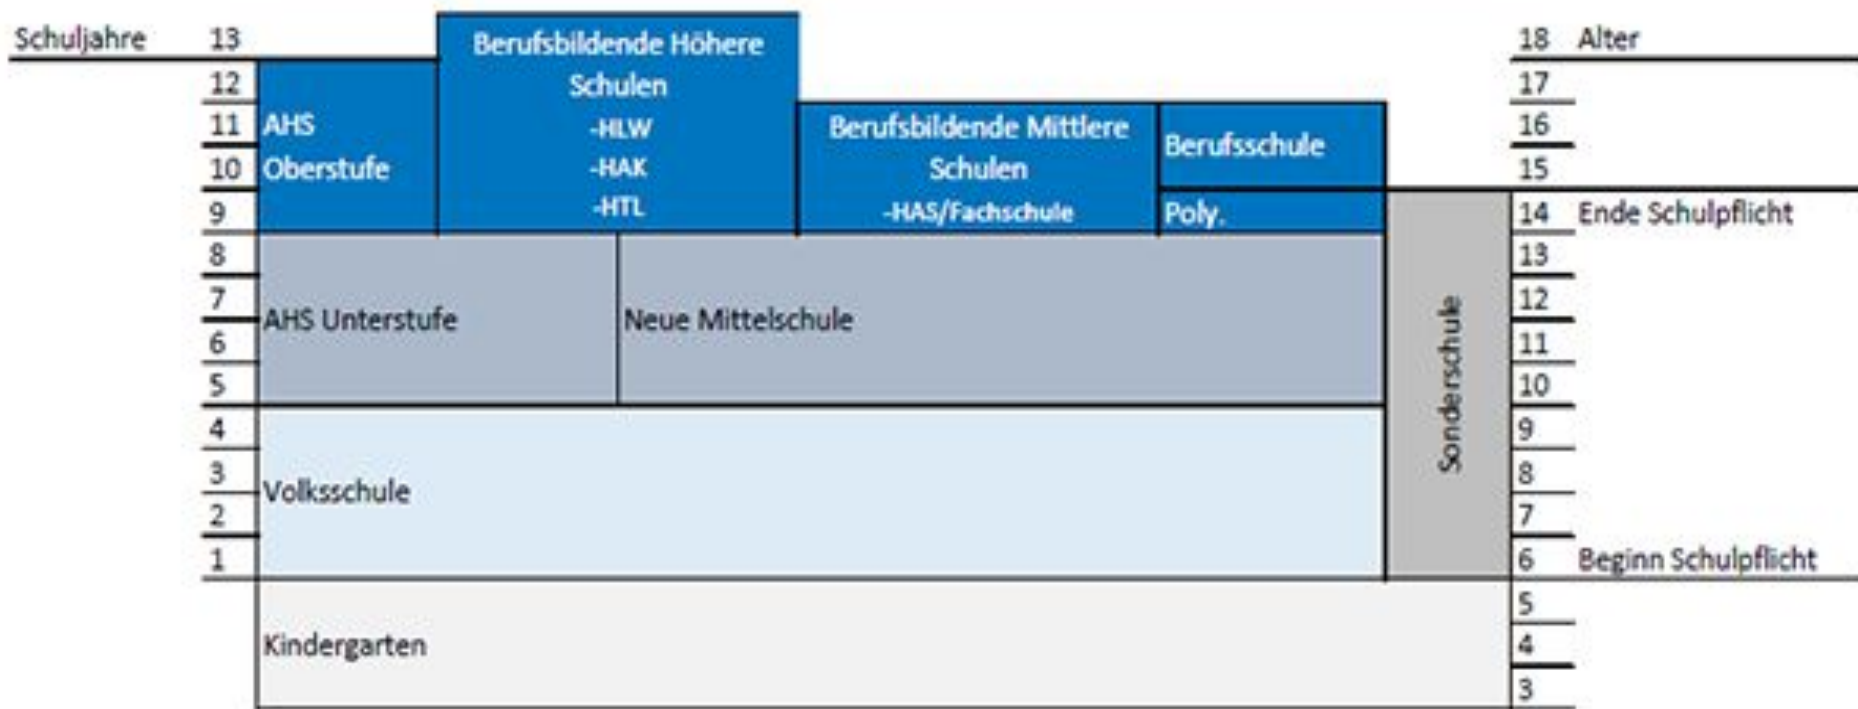 Schuljahre 13 Berufsbildende Höhere 18 Alter
12 Schulen 17
11 AHS -HLW Berufsbildende Mittlere 16
Berufsschule
10 Oberstufe -HAK Schulen 15
9 -HTL -HAS/Fachschule Poly. 14 Ende Schulpflicht
8 13
7 12
AHS Unterstufe Neue Mittelschule
6 11
5 10
Sonderschule
4 9
3 8
Volksschule
2 7
1 6 Beginn Schulpflicht
5
Kindergarten 4
3